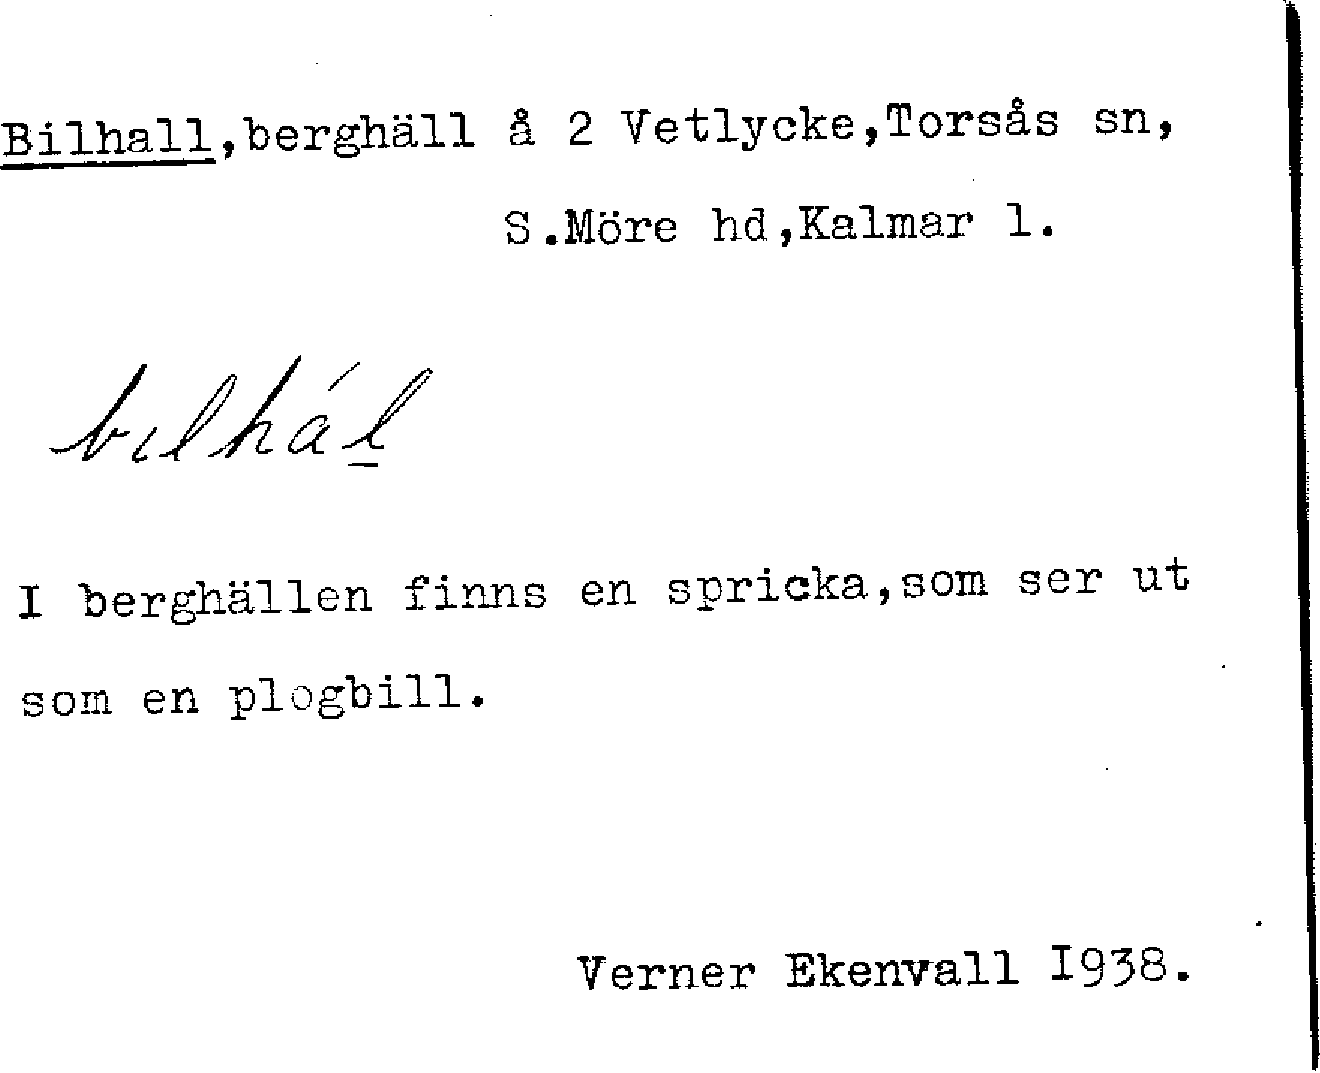 Bilhall,berghäll å 2 Vetlycke,Torsås sn,
S.Möre hd,Kalmar l.
bılhál̲
I berghällen finns en spricka,som ser ut
som en plogbill.
Verner Ekenvall I938.